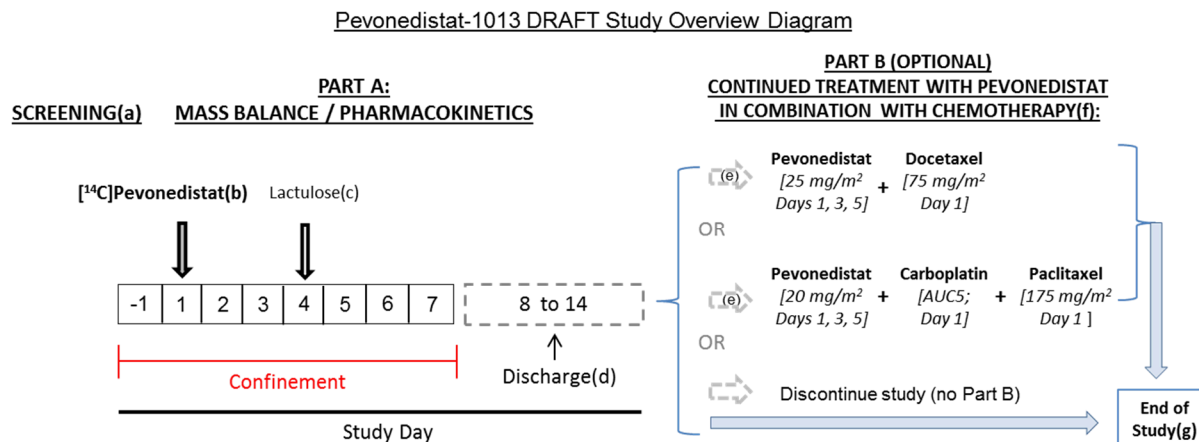 Pevonedistat-1013 DRAFT Study Overview Diagram
SCREENING(a)
PART A:
MASS BALANCE / PHARMACOKINETICS
PART B (OPTIONAL)
CONTINUED TREATMENT WITH PEVONEDISTAT
IN COMBINATION WITH CHEMOTHERAPY(f):
[¹⁴C]Pevonedistat(b)
Lactulose(c)
-1 1 2 3 4 5 6 7
8 to 14
Confinement
Discharge(d)
Study Day
(e)
Pevonedistat
[25 mg/m²
Days 1, 3, 5]
+
Docetaxel
[75 mg/m²
Day 1]
OR
(e)
Pevonedistat
[20 mg/m²
Days 1, 3, 5]
+
Carboplatin
[AUC5;
Day 1]
+
Paclitaxel
[175 mg/m²
Day 1 ]
OR
Discontinue study (no Part B)
End of
Study(g)